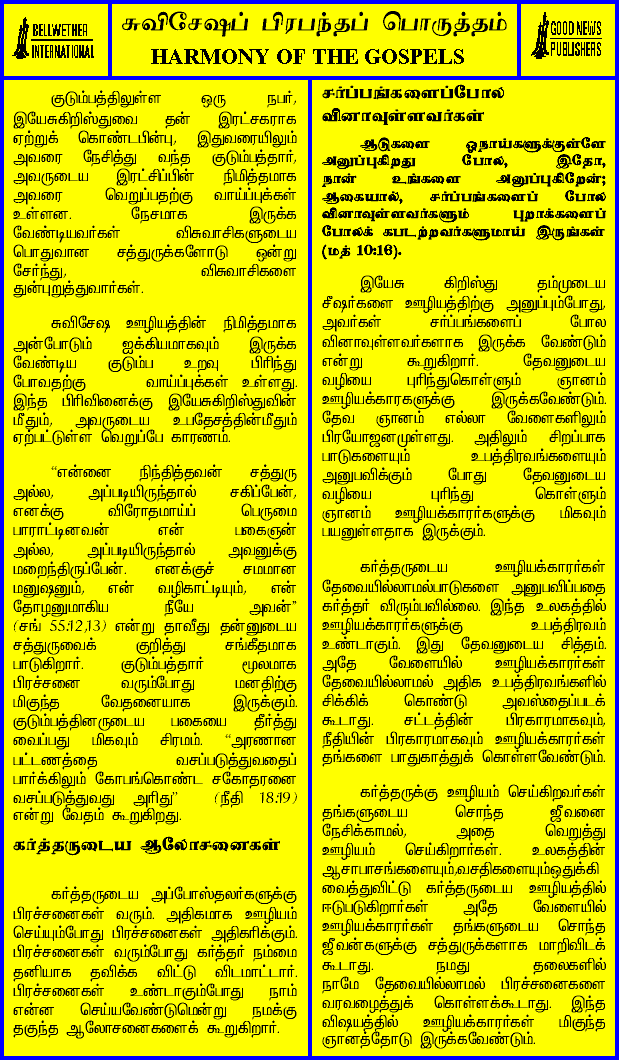 BELLWETHER
INTERNATIONAL
சுவிசேஷப் பிரபந்தப் பொருத்தம்
HARMONY OF THE GOSPELS
GOOD NEWS
PUBLISHERS
குடும்பத்திலுள்ள ஒரு நபர்,
இயேசுகிறிஸ்துவை தன் இரட்சகராக
ஏற்றுக் கொண்டபின்பு, இதுவரையிலும்
அவரை நேசித்து வந்த குடும்பத்தார்,
அவருடைய இரட்சிப்பின் நிமித்தமாக
அவரை வெறுப்பதற்கு வாய்ப்புக்கள்
உள்ளன. நேசமாக இருக்க
வேண்டியவர்கள் விசுவாசிகளுடைய
பொதுவான சத்துருக்களோடு ஒன்று
சேர்ந்து, விசுவாசிகளை
துன்புறுத்துவார்கள்.
சுவிசேஷ ஊழியத்தின் நிமித்தமாக
அன்போடும் ஐக்கியமாகவும் இருக்க
வேண்டிய குடும்ப உறவு பிரிந்து
போவதற்கு வாய்ப்புக்கள் உள்ளது.
இந்த பிரிவினைக்கு இயேசுகிறிஸ்துவின்
மீதும், அவருடைய உபதேசத்தின்மீதும்
ஏற்பட்டுள்ள வெறுப்பே காரணம்.
“என்னை நிந்தித்தவன் சத்துரு
அல்ல, அப்படியிருந்தால் சகிப்பேன்,
எனக்கு விரோதமாய்ப் பெருமை
பாராட்டினவன் என் பகைஞன்
அல்ல, அப்படியிருந்தால் அவனுக்கு
மறைந்திருப்பேன். எனக்குச் சமமான
மனுஷனும், என் வழிகாட்டியும், என்
தோழனுமாகிய நீயே அவன்”
(சங் 55:12,13) என்று தாவீது தன்னுடைய
சத்துருவைக் குறித்து சங்கீதமாக
பாடுகிறார். குடும்பத்தார் மூலமாக
பிரச்சனை வரும்போது மனதிற்கு
மிகுந்த வேதனையாக இருக்கும்.
குடும்பத்தினருடைய பகையை தீர்த்து
வைப்பது மிகவும் சிரமம். “அரணான
பட்டணத்தை வசப்படுத்துவதைப்
பார்க்கிலும் கோபங்கொண்ட சகோதரனை
வசப்படுத்துவது அரிது” (நீதி 18:19)
என்று வேதம் கூறுகிறது.
கர்த்தருடைய ஆலோசனைகள்
கர்த்தருடைய அப்போஸ்தலர்களுக்கு
பிரச்சனைகள் வரும். அதிகமாக ஊழியம்
செய்யும்போது பிரச்சனைகள் அதிகரிக்கும்.
பிரச்சனைகள் வரும்போது கர்த்தர் நம்மை
தனியாக தவிக்க விட்டு விடமாட்டார்.
பிரச்சனைகள் உண்டாகும்போது நாம்
என்ன செய்யவேண்டுமென்று நமக்கு
தகுந்த ஆலோசனைகளைக் கூறுகிறார்.
சர்ப்பங்களைப்போல
வினாவுள்ளவர்கள்
ஆடுகளை ஓநாய்களுக்குள்ளே
அனுப்புகிறது போல, இதோ,
நான் உங்களை அனுப்புகிறேன்;
ஆகையால், சர்ப்பங்களைப் போல
வினாவுள்ளவர்களும் புறாக்களைப்
போலக் கபடற்றவர்களுமாய் இருங்கள்
(மத் 10:16).
இயேசு கிறிஸ்து தம்முடைய
சீஷர்களை ஊழியத்திற்கு அனுப்பும்போது,
அவர்கள் சர்ப்பங்களைப் போல
வினாவுள்ளவர்களாக இருக்க வேண்டும்
என்று கூறுகிறார். தேவனுடைய
வழியை புரிந்துகொள்ளும் ஞானம்
ஊழியக்காரகளுக்கு இருக்கவேண்டும்.
தேவ ஞானம் எல்லா வேளைகளிலும்
பிரயோஜனமுள்ளது. அதிலும் சிறப்பாக
பாடுகளையும் உபத்திரவங்களையும்
அனுபவிக்கும் போது தேவனுடைய
வழியை புரிந்து கொள்ளும்
ஞானம் ஊழியக்காரர்களுக்கு மிகவும்
பயனுள்ளதாக இருக்கும்.
கர்த்தருடைய ஊழியக்காரர்கள்
தேவையில்லாமல்பாடுகளை அனுபவிப்பதை
கர்த்தர் விரும்பவில்லை. இந்த உலகத்தில்
ஊழியக்காரர்களுக்கு உபத்திரவம்
உண்டாகும். இது தேவனுடைய சித்தம்.
அதே வேளையில் ஊழியக்காரர்கள்
தேவையில்லாமல் அதிக உபத்திரவங்களில்
சிக்கிக் கொண்டு அவஸ்தைப்படக்
கூடாது. சட்டத்தின் பிரகாரமாகவும்,
நீதியின் பிரகாரமாகவும் ஊழியக்காரர்கள்
தங்களை பாதுகாத்துக் கொள்ளவேண்டும்.
கர்த்தருக்கு ஊழியம் செய்கிறவர்கள்
தங்களுடைய சொந்த ஜீவனை
நேசிக்காமல், அதை வெறுத்து
ஊழியம் செய்கிறார்கள். உலகத்தின்
ஆசாபாசங்களையும்,வசதிகளையும்ஒதுக்கி
வைத்துவிட்டு கர்த்தருடைய ஊழியத்தில்
ஈடுபடுகிறார்கள் அதே வேளையில்
ஊழியக்காரர்கள் தங்களுடைய சொந்த
ஜீவன்களுக்கு சத்துருக்களாக மாறிவிடக்
கூடாது. நமது தலைகளில்
நாமே தேவையில்லாமல் பிரச்சனைகளை
வரவழைத்துக் கொள்ளக்கூடாது. இந்த
விஷயத்தில் ஊழியக்காரர்கள் மிகுந்த
ஞானத்தோடு இருக்கவேண்டும்.